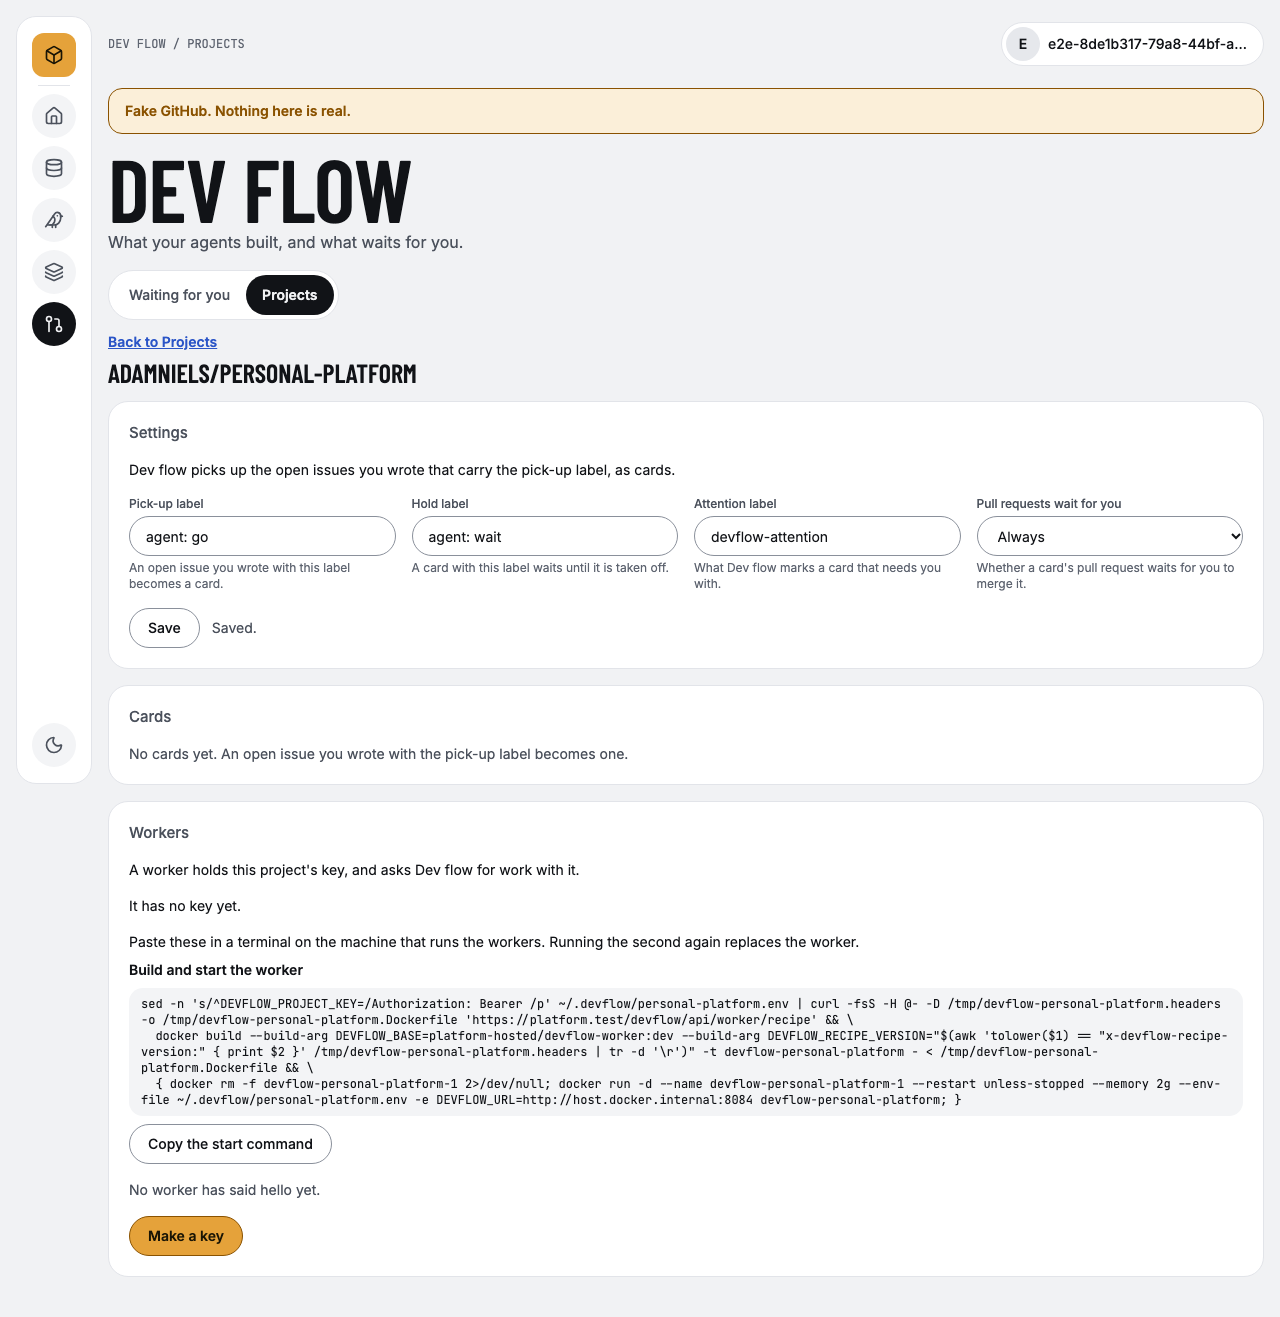 DEV FLOW / PROJECTS
E
e2e-8de1b317-79a8-44bf-a...
Fake GitHub. Nothing here is real.
DEV FLOW
What your agents built, and what waits for you.
Waiting for you
Projects
Back to Projects
ADAMNIELS/PERSONAL-PLATFORM
Settings
Dev flow picks up the open issues you wrote that carry the pick-up label, as cards.
Pick-up label
agent: go
An open issue you wrote with this label
becomes a card.
Hold label
agent: wait
A card with this label waits until it is taken off.
Attention label
devflow-attention
What Dev flow marks a card that needs you
with.
Pull requests wait for you
Always
Whether a card's pull request waits for you to
merge it.
Save
Saved.
Cards
No cards yet. An open issue you wrote with the pick-up label becomes one.
Workers
A worker holds this project's key, and asks Dev flow for work with it.
It has no key yet.
Paste these in a terminal on the machine that runs the workers. Running the second again replaces the worker.
Build and start the worker
sed -n 's/^DEVFLOW_PROJECT_KEY=/Authorization: Bearer /p' ~/.devflow/personal-platform.env | curl -fsS -H @- -D /tmp/devflow-personal-platform.headers
-o /tmp/devflow-personal-platform.Dockerfile 'https://platform.test/devflow/api/worker/recipe' && \
  docker build --build-arg DEVFLOW_BASE=platform-hosted/devflow-worker:dev --build-arg DEVFLOW_RECIPE_VERSION="$(awk 'tolower($1) == "x-devflow-recipe-
version:" { print $2 }' /tmp/devflow-personal-platform.headers | tr -d '\r')" -t devflow-personal-platform - < /tmp/devflow-personal-
platform.Dockerfile && \
  { docker rm -f devflow-personal-platform-1 2>/dev/null; docker run -d --name devflow-personal-platform-1 --restart unless-stopped --memory 2g --env-
file ~/.devflow/personal-platform.env -e DEVFLOW_URL=http://host.docker.internal:8084 devflow-personal-platform; }
Copy the start command
No worker has said hello yet.
Make a key